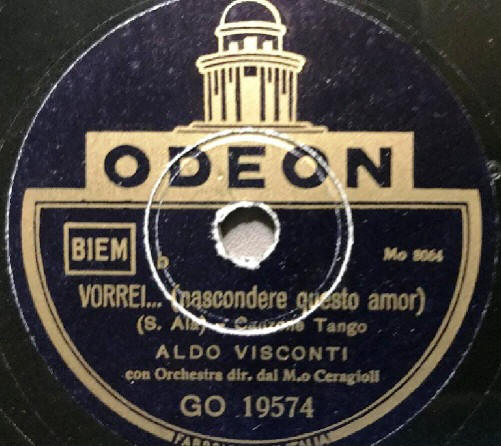 ODEON
BIEM
Mo 8064
VORREI... (nascondere questo amor)
(S. Ala) - Canzone Tango
ALDO VISCONTI
con Orchestra dir. dal M.o Ceragioli
GO 19574